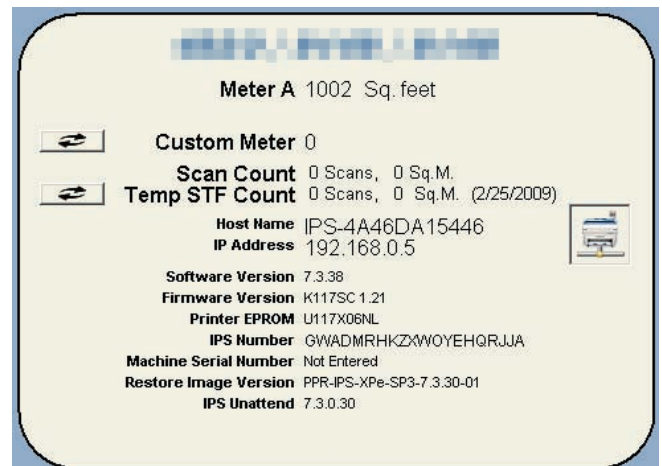 Meter A 1002 Sq. feet
Custom Meter 0
Scan Count 0 Scans, 0 Sq.M.
Temp STF Count 0 Scans, 0 Sq.M. (2/25/2009)
Host Name IPS-4A46DA15446
IP Address 192.168.0.5
Software Version 7.3.38
Firmware Version K117SC 1.21
Printer EPROM U117X06NL
IPS Number GWADMRHKZXWOYEHQRJJA
Machine Serial Number Not Entered
Restore Image Version PPR-IPS-XPe-SP3-7.3.30-01
IPS Unattend 7.3.0.30